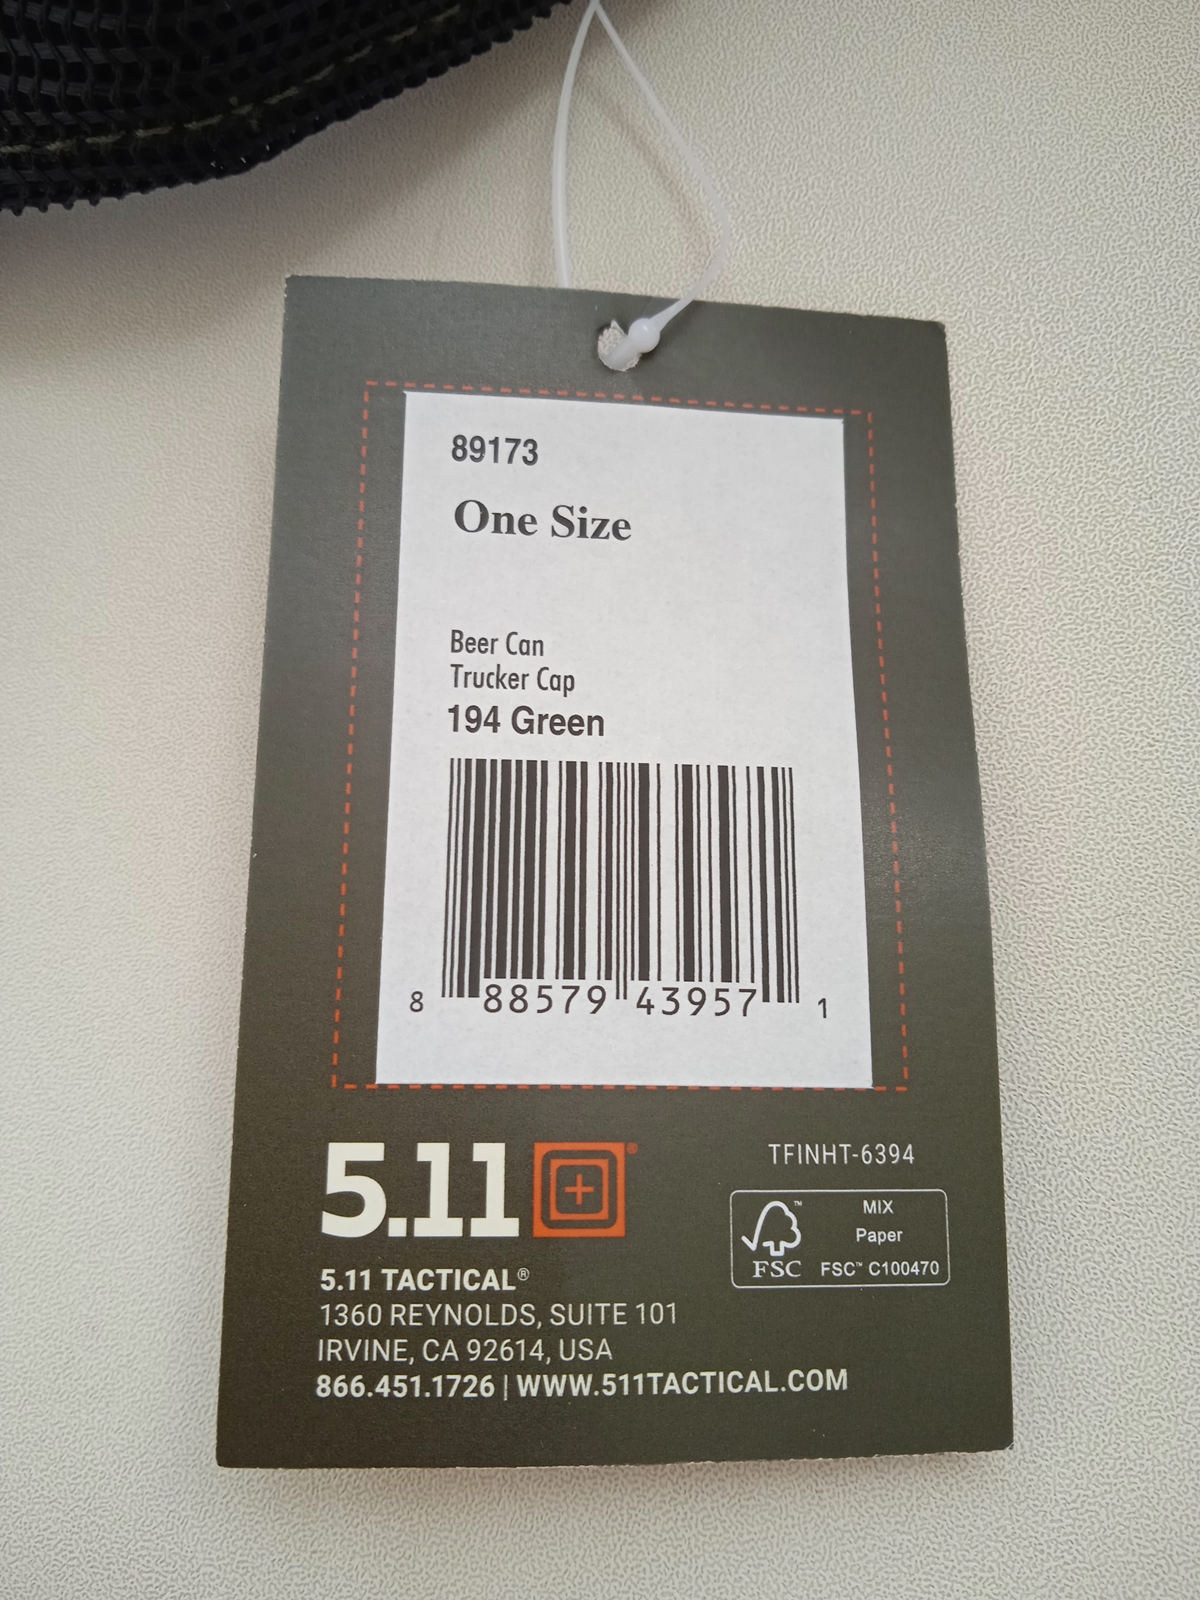 89173
One Size
Beer Can
Trucker Cap
194 Green
8 88579 43957 1
5.11®
TFINHT-6394
™
FSC
MIX
Paper
FSC™ C100470
5.11 TACTICAL®
1360 REYNOLDS, SUITE 101
IRVINE, CA 92614, USA
866.451.1726 | WWW.511TACTICAL.COM